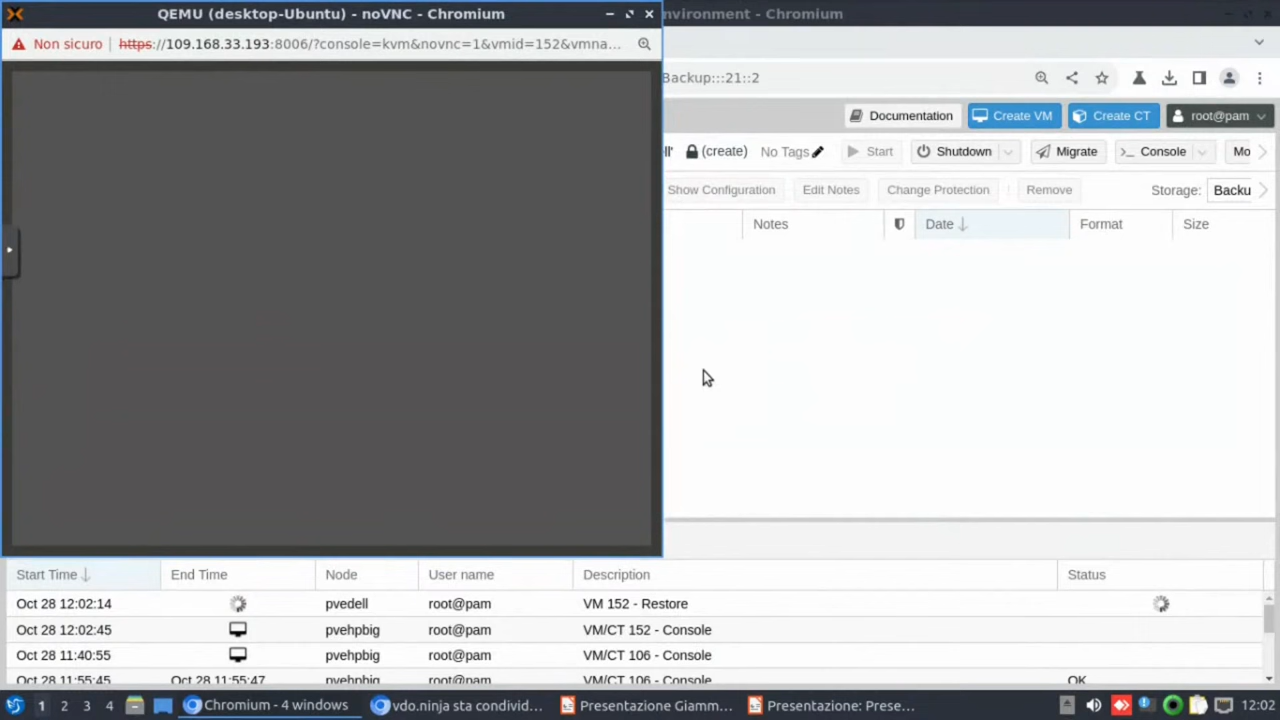 QEMU (desktop-Ubuntu) - noVNC - Chromium
nvironment - Chromium
Non sicuro
https://109.168.33.193:8006/?console=kvm&novnc=1&vmid=152&vmna...
Backup:::21::2
Documentation
Create VM
Create CT
root@pam
ll'
(create)
No Tags
Start
Shutdown
Migrate
Console
Mo
Show Configuration
Edit Notes
Change Protection
Remove
Storage:
Backu
Notes
Date
Format
Size
Start Time
End Time
Node
User name
Description
Status
Oct 28 12:02:14
pvedell
root@pam
VM 152 - Restore
Oct 28 12:02:45
pvehpbig
root@pam
VM/CT 152 - Console
Oct 28 11:40:55
pvehpbig
root@pam
VM/CT 106 - Console
Oct 28 11:55:45
Oct 28 11:55:47
pvehpbig
root@pam
VM/CT 106 - Console
OK
1
2
3
4
Chromium - 4 windows
vdo.ninja sta condivid...
Presentazione Giamm...
Presentazione: Prese...
12:02